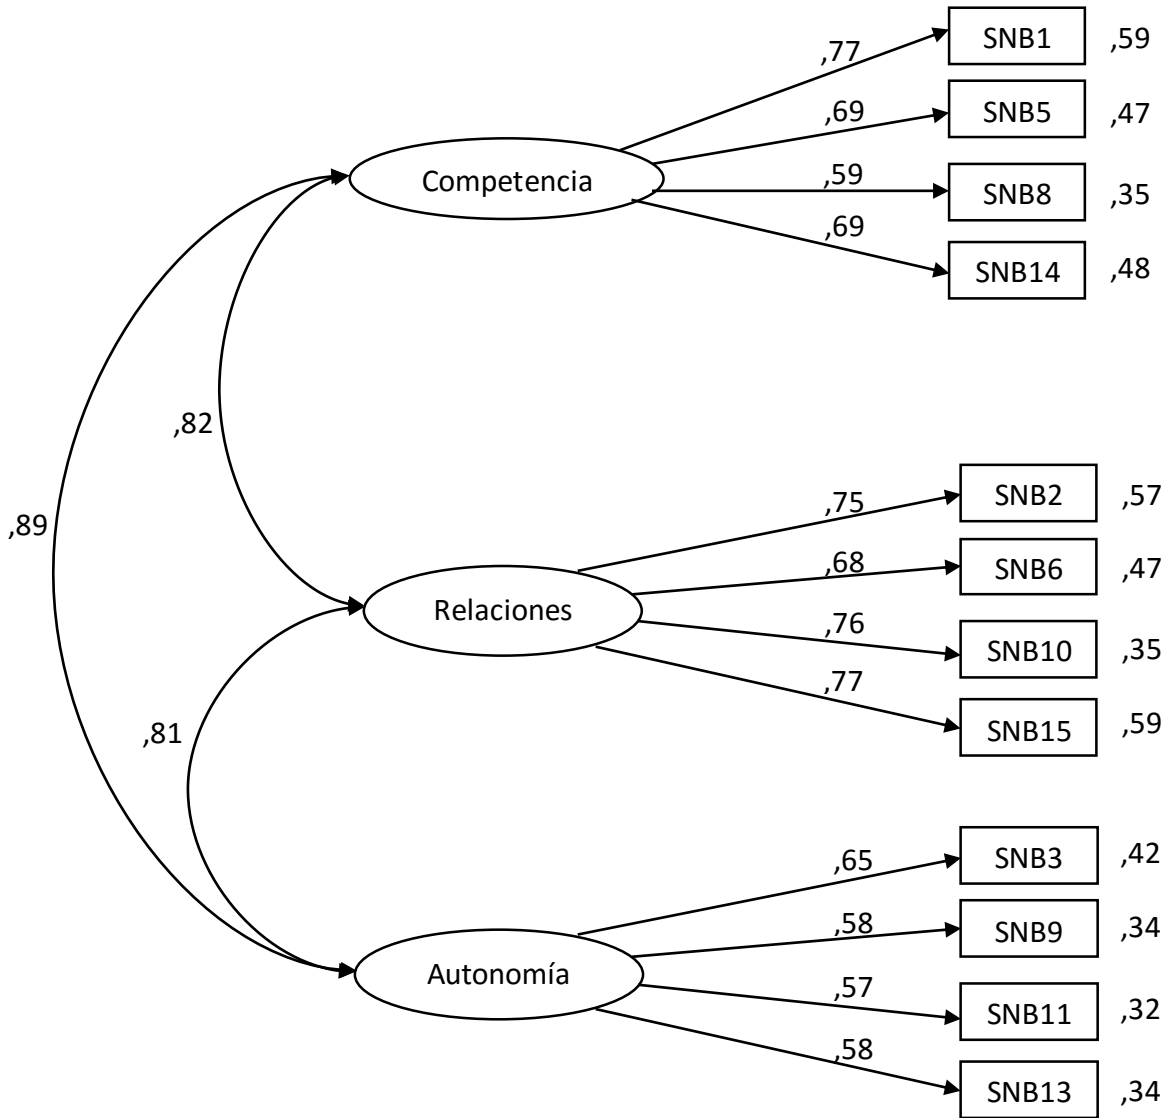 ,77 SNB1 ,59
,69 SNB5 ,47
Competencia ,59 SNB8 ,35
,69 SNB14 ,48
,82
,89
,75 SNB2 ,57
,68 SNB6 ,47
Relaciones ,76 SNB10 ,35
,77 SNB15 ,59
,81
,65 SNB3 ,42
,58 SNB9 ,34
Autonomía ,57 SNB11 ,32
,58 SNB13 ,34